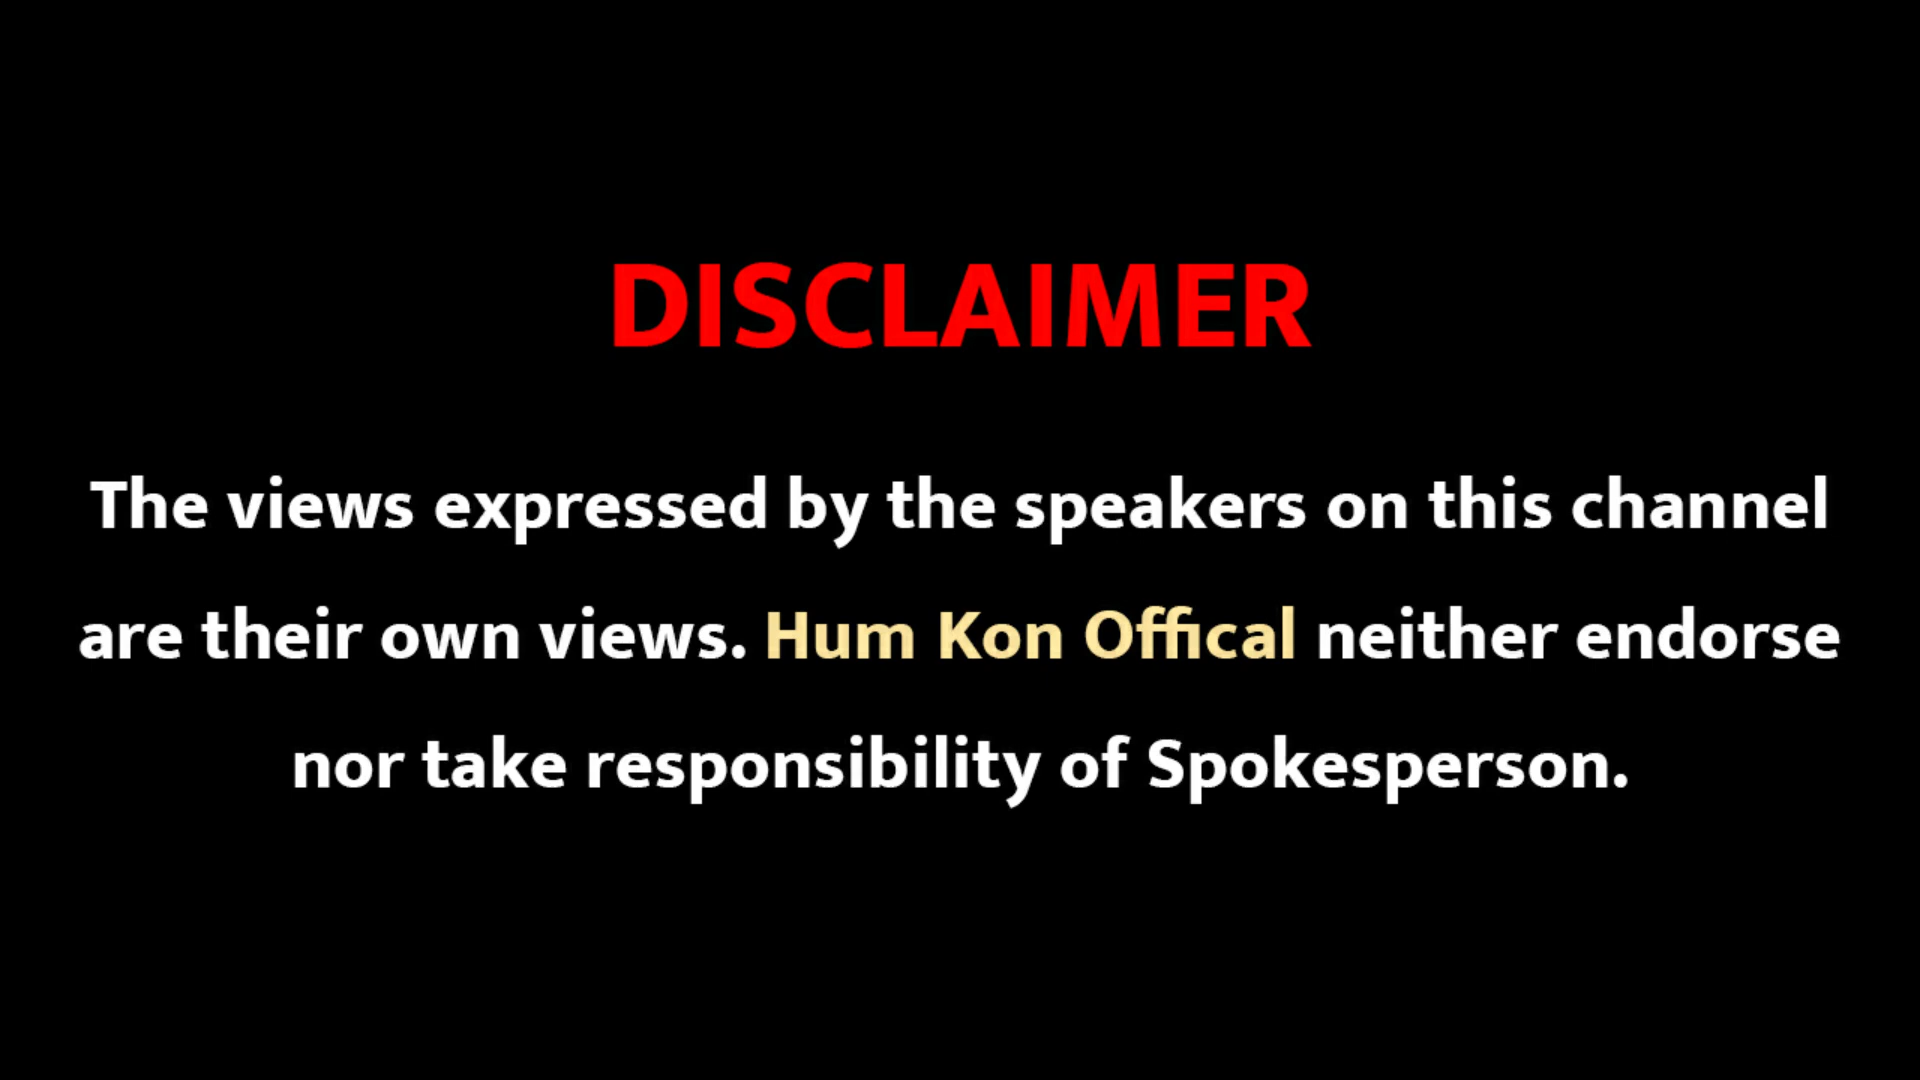 DISCLAIMER
The views expressed by the speakers on this channel
are their own views. Hum Kon Offical neither endorse
nor take responsibility of Spokesperson.